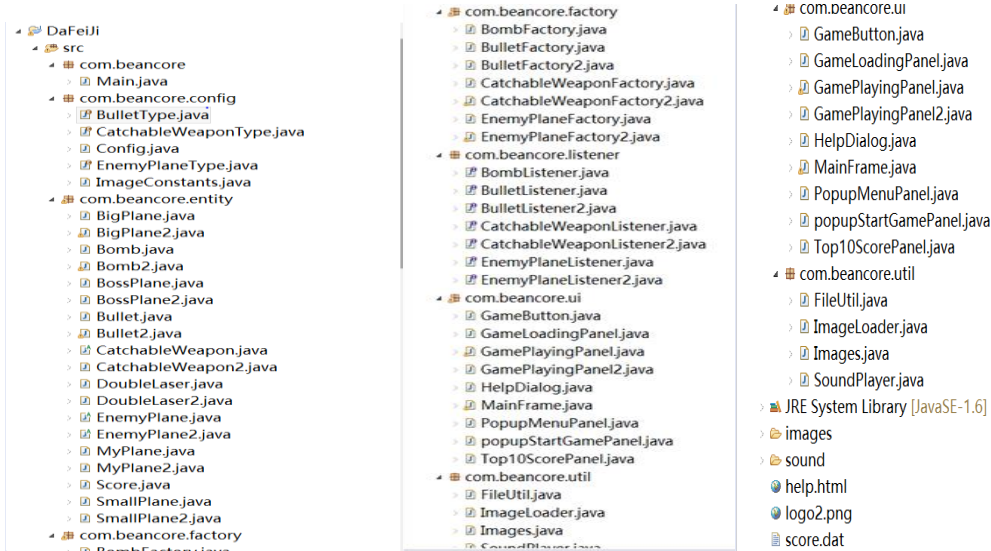 DaFeiJi
src
com.beancore
Main.java
com.beancore.config
BulletType.java
CatchableWeaponType.java
Config.java
EnemyPlaneType.java
ImageConstants.java
com.beancore.entity
BigPlane.java
BigPlane2.java
Bomb.java
Bomb2.java
BossPlane.java
BossPlane2.java
Bullet.java
Bullet2.java
CatchableWeapon.java
CatchableWeapon2.java
DoubleLaser.java
DoubleLaser2.java
EnemyPlane.java
EnemyPlane2.java
MyPlane.java
MyPlane2.java
Score.java
SmallPlane.java
SmallPlane2.java
com.beancore.factory
BombFactory.java
com.beancore.factory
BombFactory.java
BulletFactory.java
BulletFactory2.java
CatchableWeaponFactory.java
CatchableWeaponFactory2.java
EnemyPlaneFactory.java
EnemyPlaneFactory2.java
com.beancore.listener
BombListener.java
BulletListener.java
BulletListener2.java
CatchableWeaponListener.java
CatchableWeaponListener2.java
EnemyPlaneListener.java
EnemyPlaneListener2.java
com.beancore.ui
GameButton.java
GameLoadingPanel.java
GamePlayingPanel.java
GamePlayingPanel2.java
HelpDialog.java
MainFrame.java
PopupMenuPanel.java
popupStartGamePanel.java
Top10ScorePanel.java
com.beancore.util
FileUtil.java
ImageLoader.java
Images.java
SoundPlayer.java
com.beancore.ui
GameButton.java
GameLoadingPanel.java
GamePlayingPanel.java
GamePlayingPanel2.java
HelpDialog.java
MainFrame.java
PopupMenuPanel.java
popupStartGamePanel.java
Top10ScorePanel.java
com.beancore.util
FileUtil.java
ImageLoader.java
Images.java
SoundPlayer.java
JRE System Library [JavaSE-1.6]
images
sound
help.html
logo2.png
score.dat